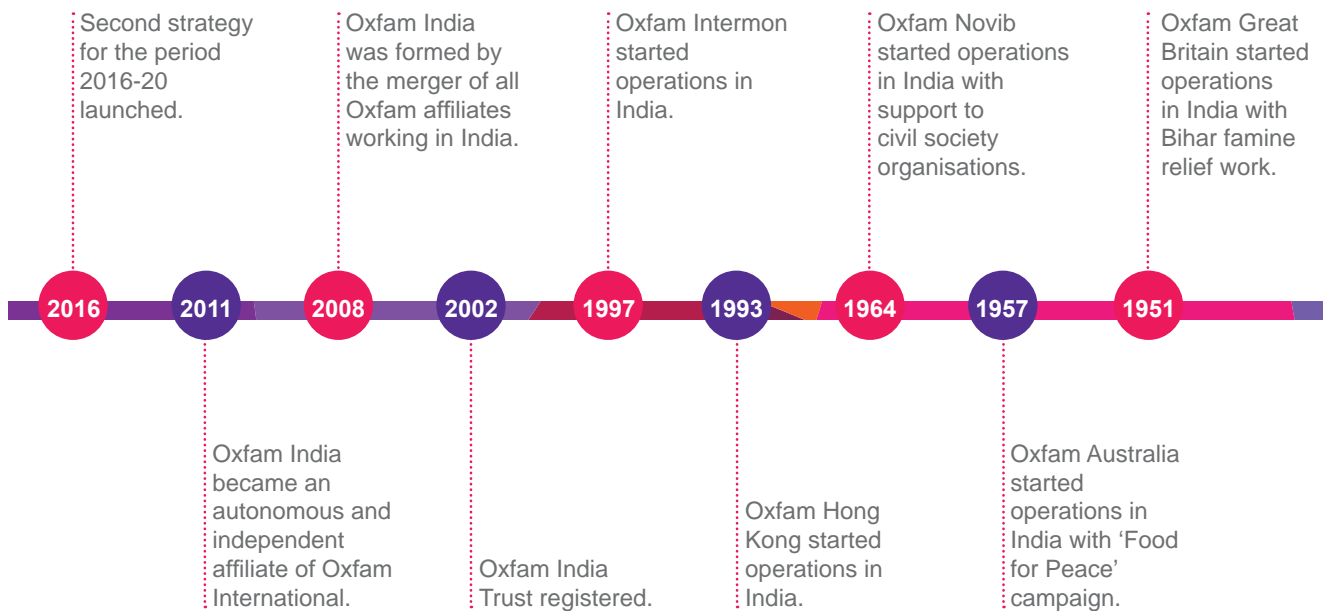 Second strategy
for the period
2016-20
launched.
Oxfam India
was formed by
the merger of all
Oxfam affiliates
working in India.
Oxfam Intermon
started
operations in
India.
Oxfam Novib
started operations
in India with
support to
civil society
organisations.
Oxfam Great
Britain started
operations
in India with
Bihar famine
relief work.
2016
2011
2008
2002
1997
1993
1964
1957
1951
Oxfam India
became an
autonomous and
independent
affiliate of Oxfam
International.
Oxfam India
Trust registered.
Oxfam Hong
Kong started
operations in
India.
Oxfam Australia
started
operations in
India with ‘Food
for Peace’
campaign.